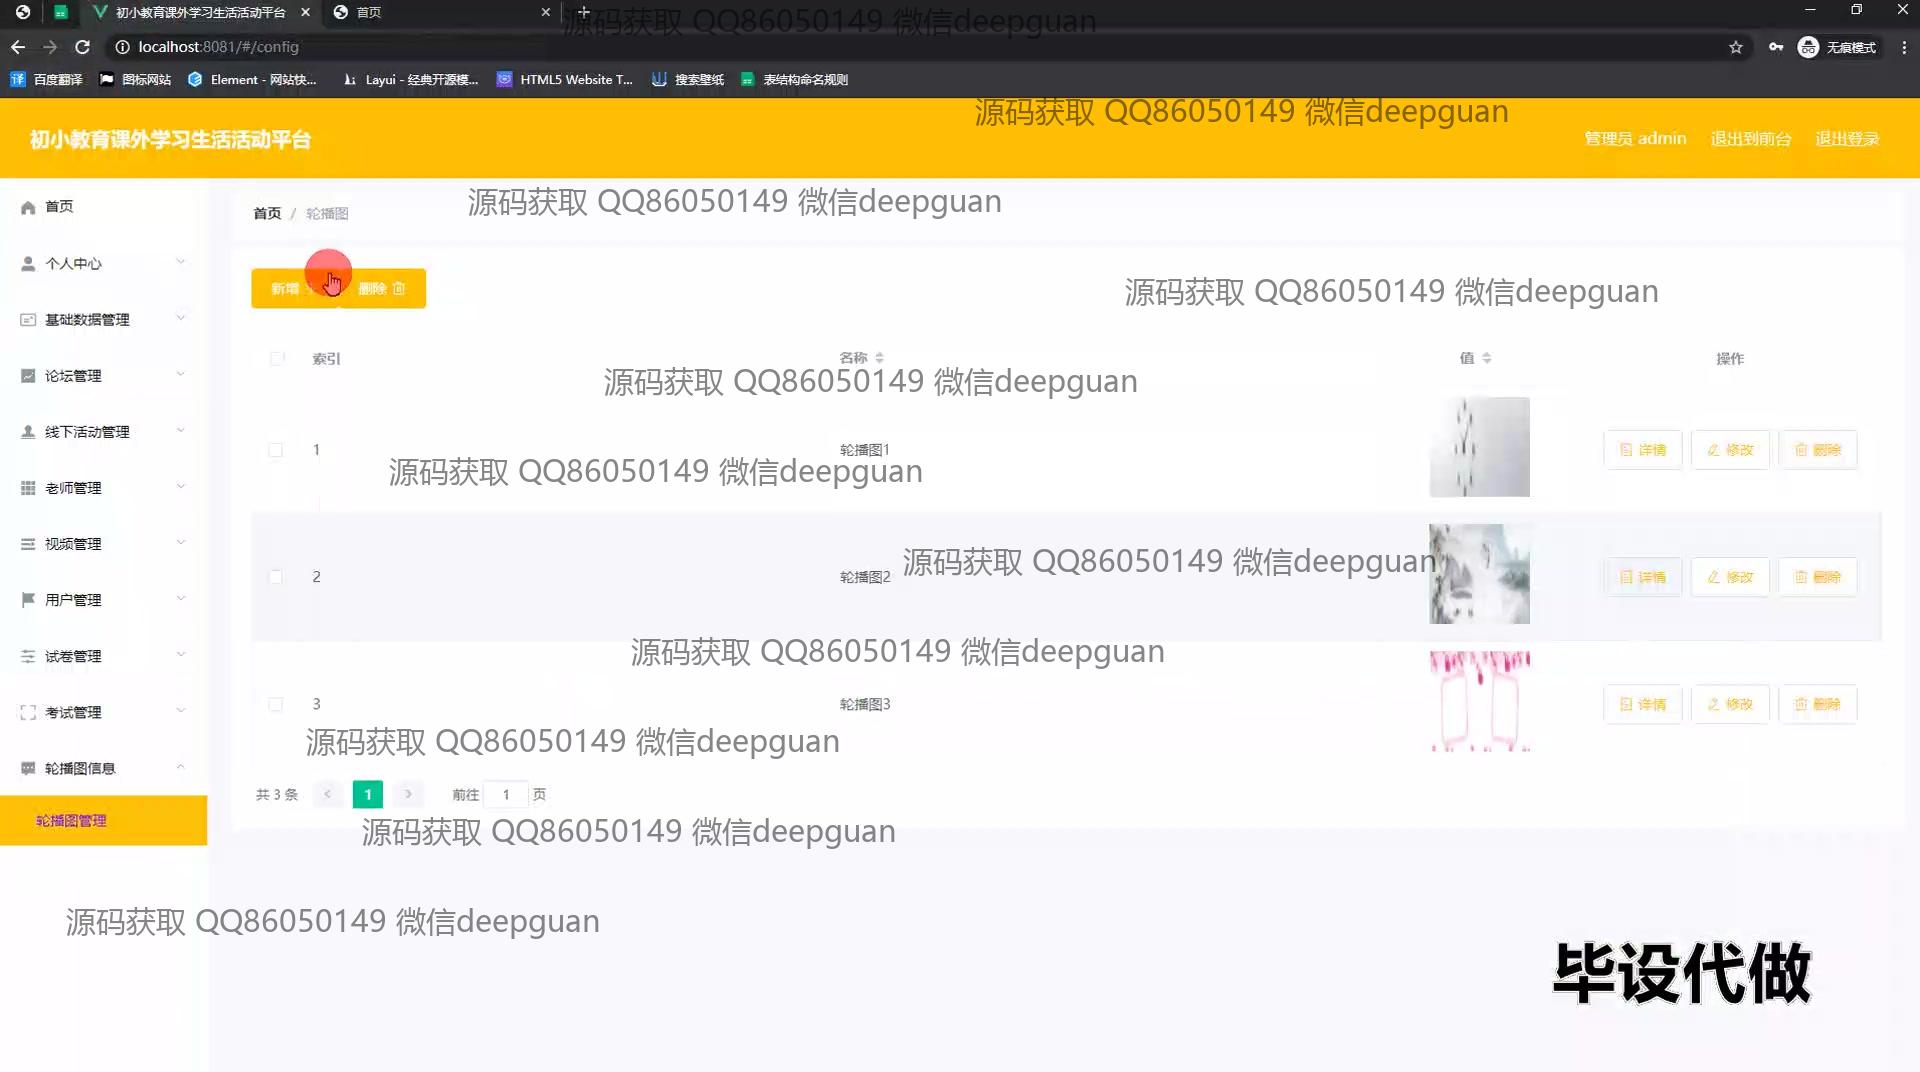 初小教育课外学习生活活动平台
首页
源码获取 QQ86050149 微信deepguan
localhost:8081/#/config
无痕模式
百度翻译
图标网站
Element - 网站快...
Layui - 经典开源模...
HTML5 Website T...
搜索壁纸
表结构命名规则
源码获取 QQ86050149 微信deepguan
初小教育课外学习生活活动平台
管理员 admin
退出到前台
退出登录
首页
个人中心
基础数据管理
论坛管理
线下活动管理
老师管理
视频管理
用户管理
试卷管理
考试管理
轮播图信息
轮播图管理
首页 / 轮播图
源码获取 QQ86050149 微信deepguan
新增
删除
源码获取 QQ86050149 微信deepguan
索引
名称
值
操作
源码获取 QQ86050149 微信deepguan
1
轮播图1
详情
修改
删除
源码获取 QQ86050149 微信deepguan
2
轮播图2
详情
修改
删除
源码获取 QQ86050149 微信deepguan
源码获取 QQ86050149 微信deepguan
3
轮播图3
详情
修改
删除
源码获取 QQ86050149 微信deepguan
共 3 条
1
前往 1 页
源码获取 QQ86050149 微信deepguan
源码获取 QQ86050149 微信deepguan
毕设代做